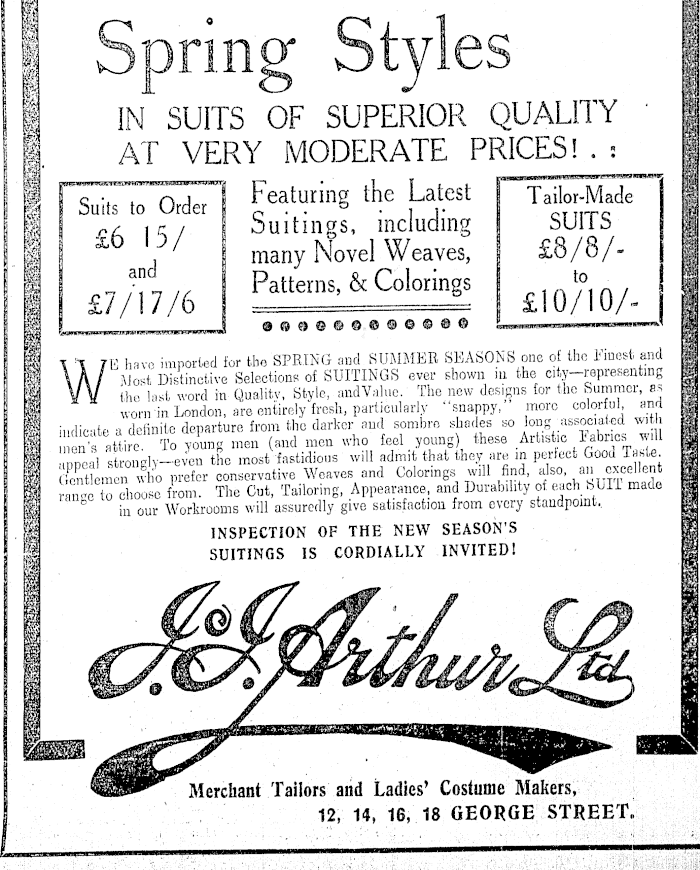 Spring Styles
IN SUITS OF SUPERIOR QUALITY
AT VERY MODERATE PRICES! . :
Suits to Order
£6 15/
and
£7/17/6
Featuring the Latest
Suitings, including
many Novel Weaves,
Patterns, & Colorings
Tailor-Made
SUITS
£8/8/-
to
£10/10/-
WE have imported for the SPRING and SUMMER SEASONS one of the Finest and
Most Distinctive Selections of SUITINGS ever shown in the city—representing
the last word in Quality, Style, andValue. The new designs for the Summer, as
worn in London, are entirely fresh, particularly "snappy," more colorful, and
indicate a definite departure from the darker and sombre shades so long associated with
men's attire. To young men (and men who feel young) these Artistic Fabrics will
appeal strongly—even the most fastidious will admit that they are in perfect Good Taste.
Gentlemen who prefer conservative Weaves and Colorings will find, also, an excellent
range to choose from. The Cut, Tailoring, Appearance, and Durability of each SUIT made
in our Workrooms will assuredly give satisfaction from every standpoint.
INSPECTION OF THE NEW SEASON'S
SUITINGS IS CORDIALLY INVITED!
J. J. Arthur Ltd
Merchant Tailors and Ladies' Costume Makers,
12, 14, 16, 18 GEORGE STREET.